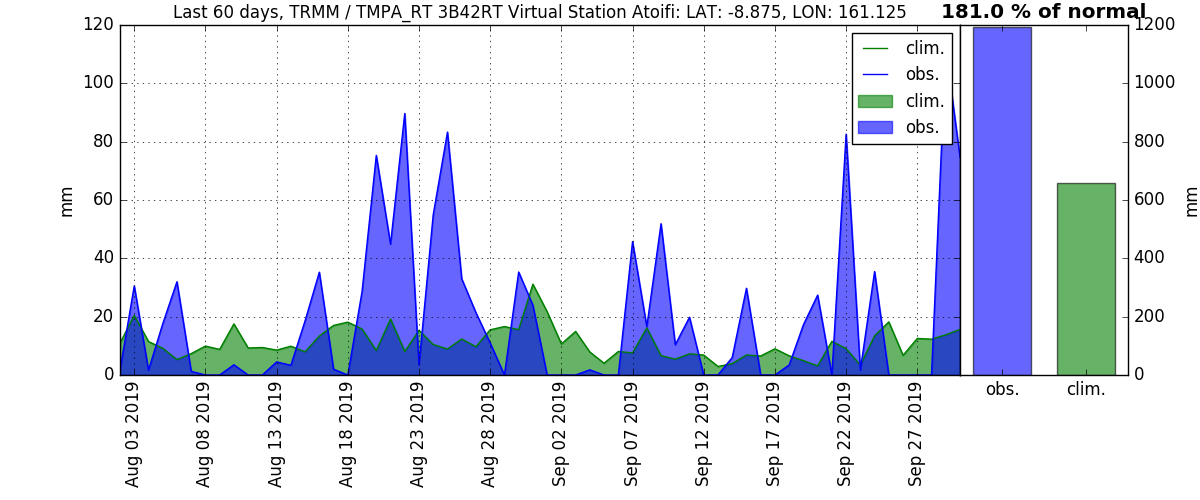 Last 60 days, TRMM / TMPA_RT 3B42RT Virtual Station Atoifi: LAT: -8.875, LON: 161.125
181.0 % of normal
120
100
80
60
40
20
0
mm
clim.
obs.
clim.
obs.
1200
1000
800
600
400
200
0
mm
obs.
clim.
Aug 03 2019
Aug 08 2019
Aug 13 2019
Aug 18 2019
Aug 23 2019
Aug 28 2019
Sep 02 2019
Sep 07 2019
Sep 12 2019
Sep 17 2019
Sep 22 2019
Sep 27 2019